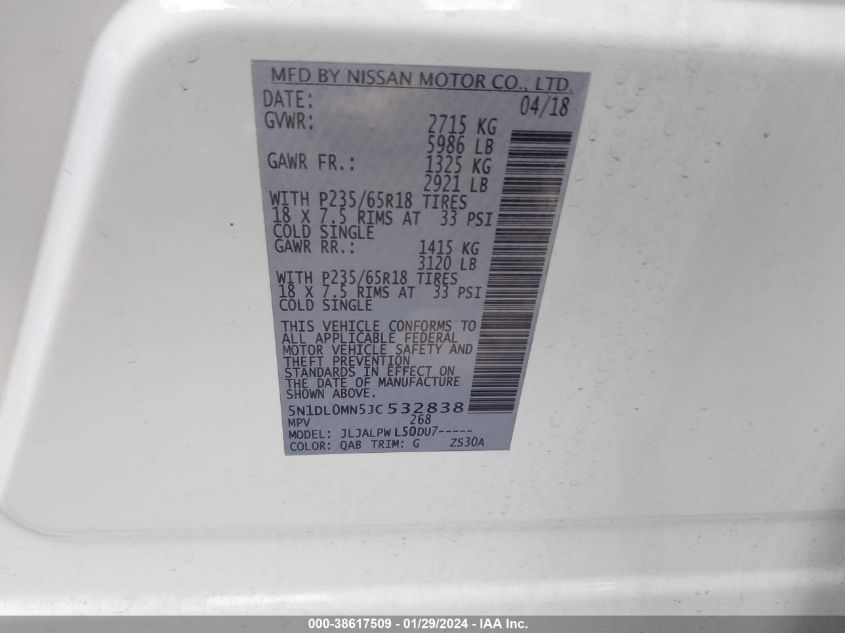 MFD BY NISSAN MOTOR CO., LTD.
DATE: 04/18
GVWR: 2715 KG
5986 LB
GAWR FR.: 1325 KG
2921 LB
WITH P235/65R18 TIRES
18 X 7.5 RIMS AT 33 PSI
COLD SINGLE
GAWR RR.: 1415 KG
3120 LB
WITH P235/65R18 TIRES
18 X 7.5 RIMS AT 33 PSI
COLD SINGLE
THIS VEHICLE CONFORMS TO
ALL APPLICABLE FEDERAL
MOTOR VEHICLE SAFETY AND
THEFT PREVENTION
STANDARDS IN EFFECT ON
THE DATE OF MANUFACTURE
SHOWN ABOVE.
5N1DL0MN5JC532838
MPV 268
MODEL: JLJALPWL50DU7-----
COLOR: QAB TRIM: G ZS30A
000-38617509 - 01/29/2024 - IAA Inc.